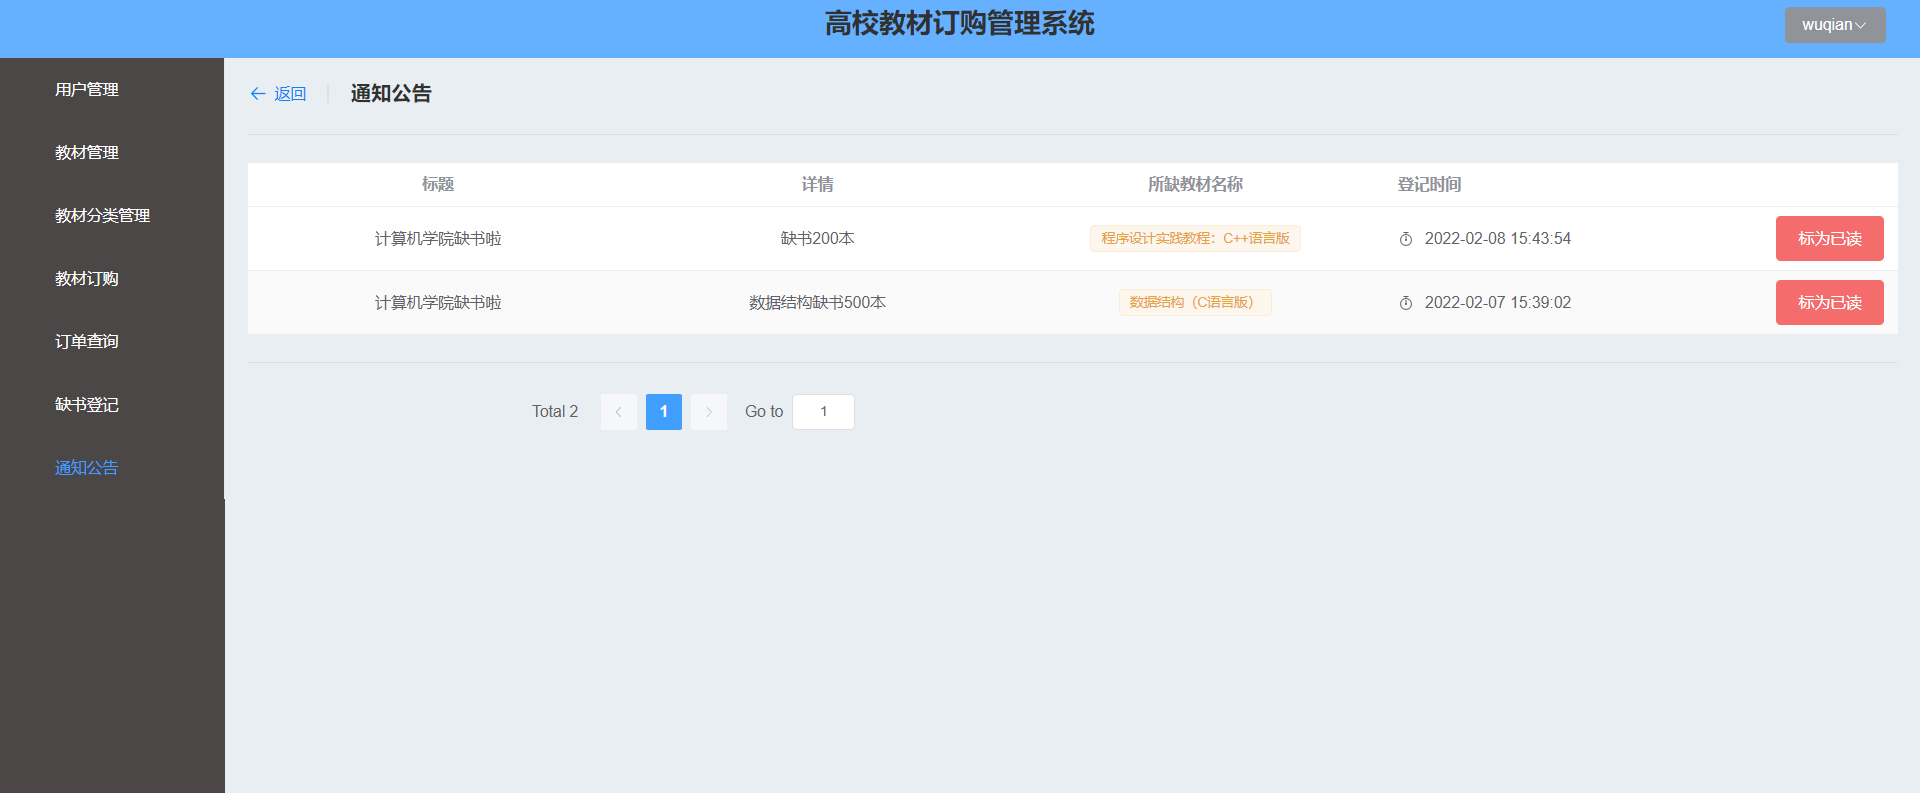 高校教材订购管理系统
wuqian
用户管理
教材管理
教材分类管理
教材订购
订单查询
缺书登记
通知公告
返回 通知公告
标题 详情 所缺教材名称 登记时间
计算机学院缺书啦 缺书200本 程序设计实践教程：C++语言版 2022-02-08 15:43:54 标为已读
计算机学院缺书啦 数据结构缺书500本 数据结构（C语言版） 2022-02-07 15:39:02 标为已读
Total 2 1 Go to 1